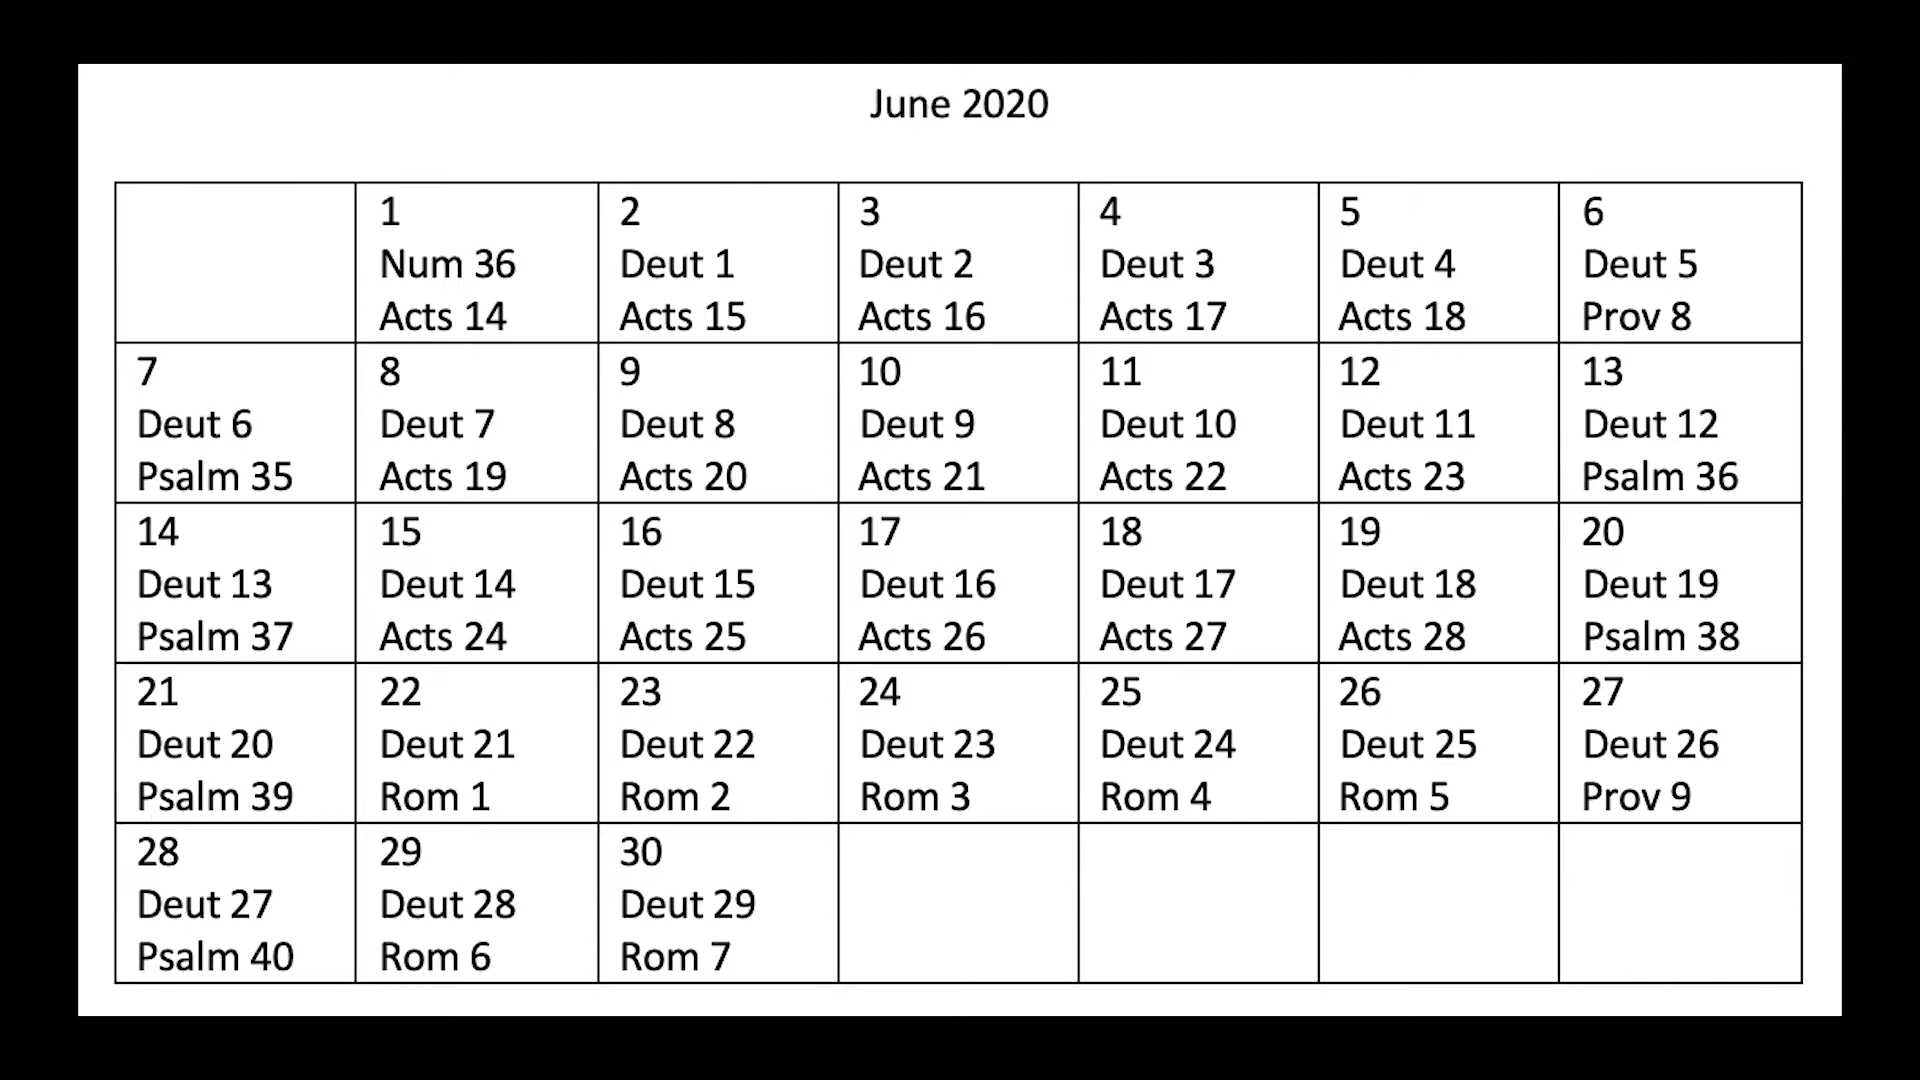 June 2020
1
Num 36
Acts 14
2
Deut 1
Acts 15
3
Deut 2
Acts 16
4
Deut 3
Acts 17
5
Deut 4
Acts 18
6
Deut 5
Prov 8
7
Deut 6
Psalm 35
8
Deut 7
Acts 19
9
Deut 8
Acts 20
10
Deut 9
Acts 21
11
Deut 10
Acts 22
12
Deut 11
Acts 23
13
Deut 12
Psalm 36
14
Deut 13
Psalm 37
15
Deut 14
Acts 24
16
Deut 15
Acts 25
17
Deut 16
Acts 26
18
Deut 17
Acts 27
19
Deut 18
Acts 28
20
Deut 19
Psalm 38
21
Deut 20
Psalm 39
22
Deut 21
Rom 1
23
Deut 22
Rom 2
24
Deut 23
Rom 3
25
Deut 24
Rom 4
26
Deut 25
Rom 5
27
Deut 26
Prov 9
28
Deut 27
Psalm 40
29
Deut 28
Rom 6
30
Deut 29
Rom 7